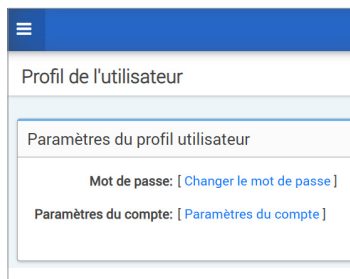 Profil de l'utilisateur
Paramètres du profil utilisateur
Mot de passe: [ Changer le mot de passe ]
Paramètres du compte: [ Paramètres du compte ]